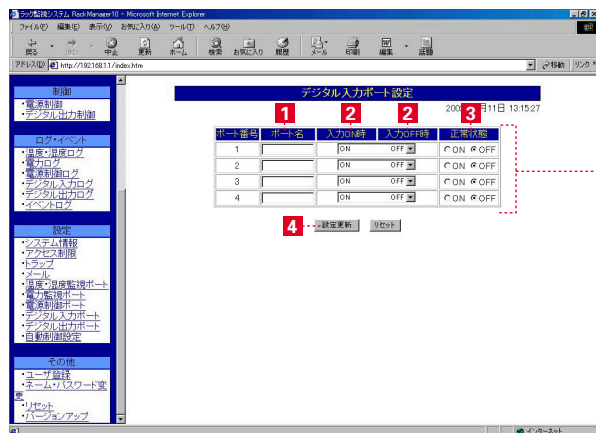 ラック監視システム RackManager10 - Microsoft Internet Explorer
ファイル(F) 編集(E) 表示(V) お気に入り(A) ツール(T) ヘルプ(H)
戻る 中止 更新 ホーム 検索 お気に入り 履歴 メール 印刷 編集 話題
アドレス(D) http://192.168.1.1/index.htm 移動 リンク
制御
・電源制御
・デジタル出力制御
ログ・イベント
・温度・湿度ログ
・電力ログ
・電源制御ログ
・デジタル入力ログ
・デジタル出力ログ
・イベントログ
設定
・システム情報
・アクセス制限
・トラップ
・メール
・温度・湿度監視ポート
・電力監視ポート
・電源制御ポート
・デジタル入力ポート
・デジタル出力ポート
・自動制御設定
その他
・ユーザ登録
・ネーム・パスワード変
更
・リセット
・バージョンアップ
デジタル入力ポート設定
月11日 13:15:27
1 2 2 3
ポート番号 ポート名 入力ON時 入力OFF時 正常状態
1 ON OFF ON OFF
2 ON OFF ON OFF
3 ON OFF ON OFF
4 ON OFF ON OFF
4 設定更新 リセット
インターネット